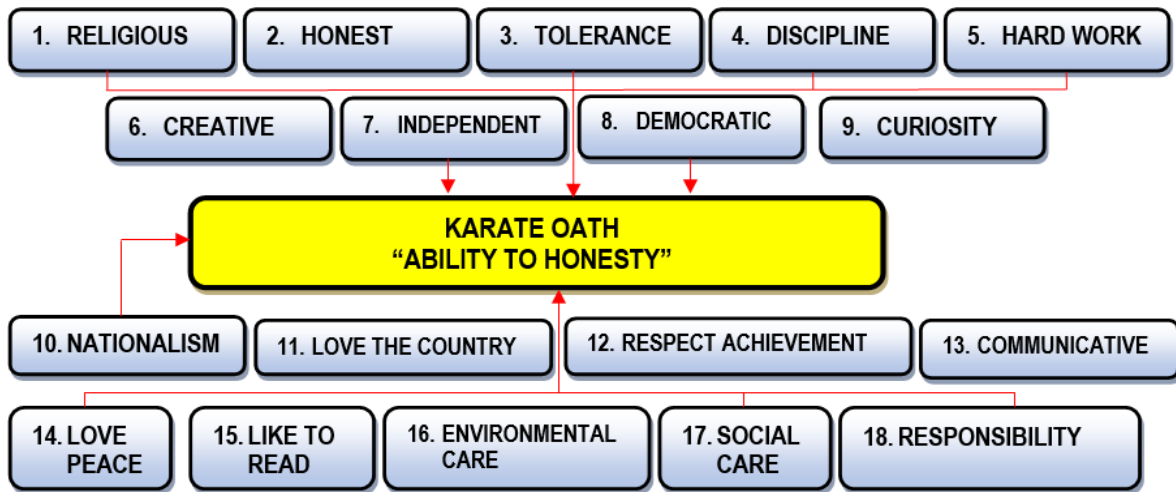 1. RELIGIOUS
2. HONEST
3. TOLERANCE
4. DISCIPLINE
5. HARD WORK
6. CREATIVE
7. INDEPENDENT
8. DEMOCRATIC
9. CURIOSITY
KARATE OATH
“ABILITY TO HONESTY”
10. NATIONALISM
11. LOVE THE COUNTRY
12. RESPECT ACHIEVEMENT
13. COMMUNICATIVE
14. LOVE
PEACE
15. LIKE TO
READ
16. ENVIRONMENTAL
CARE
17. SOCIAL
CARE
18. RESPONSIBILITY